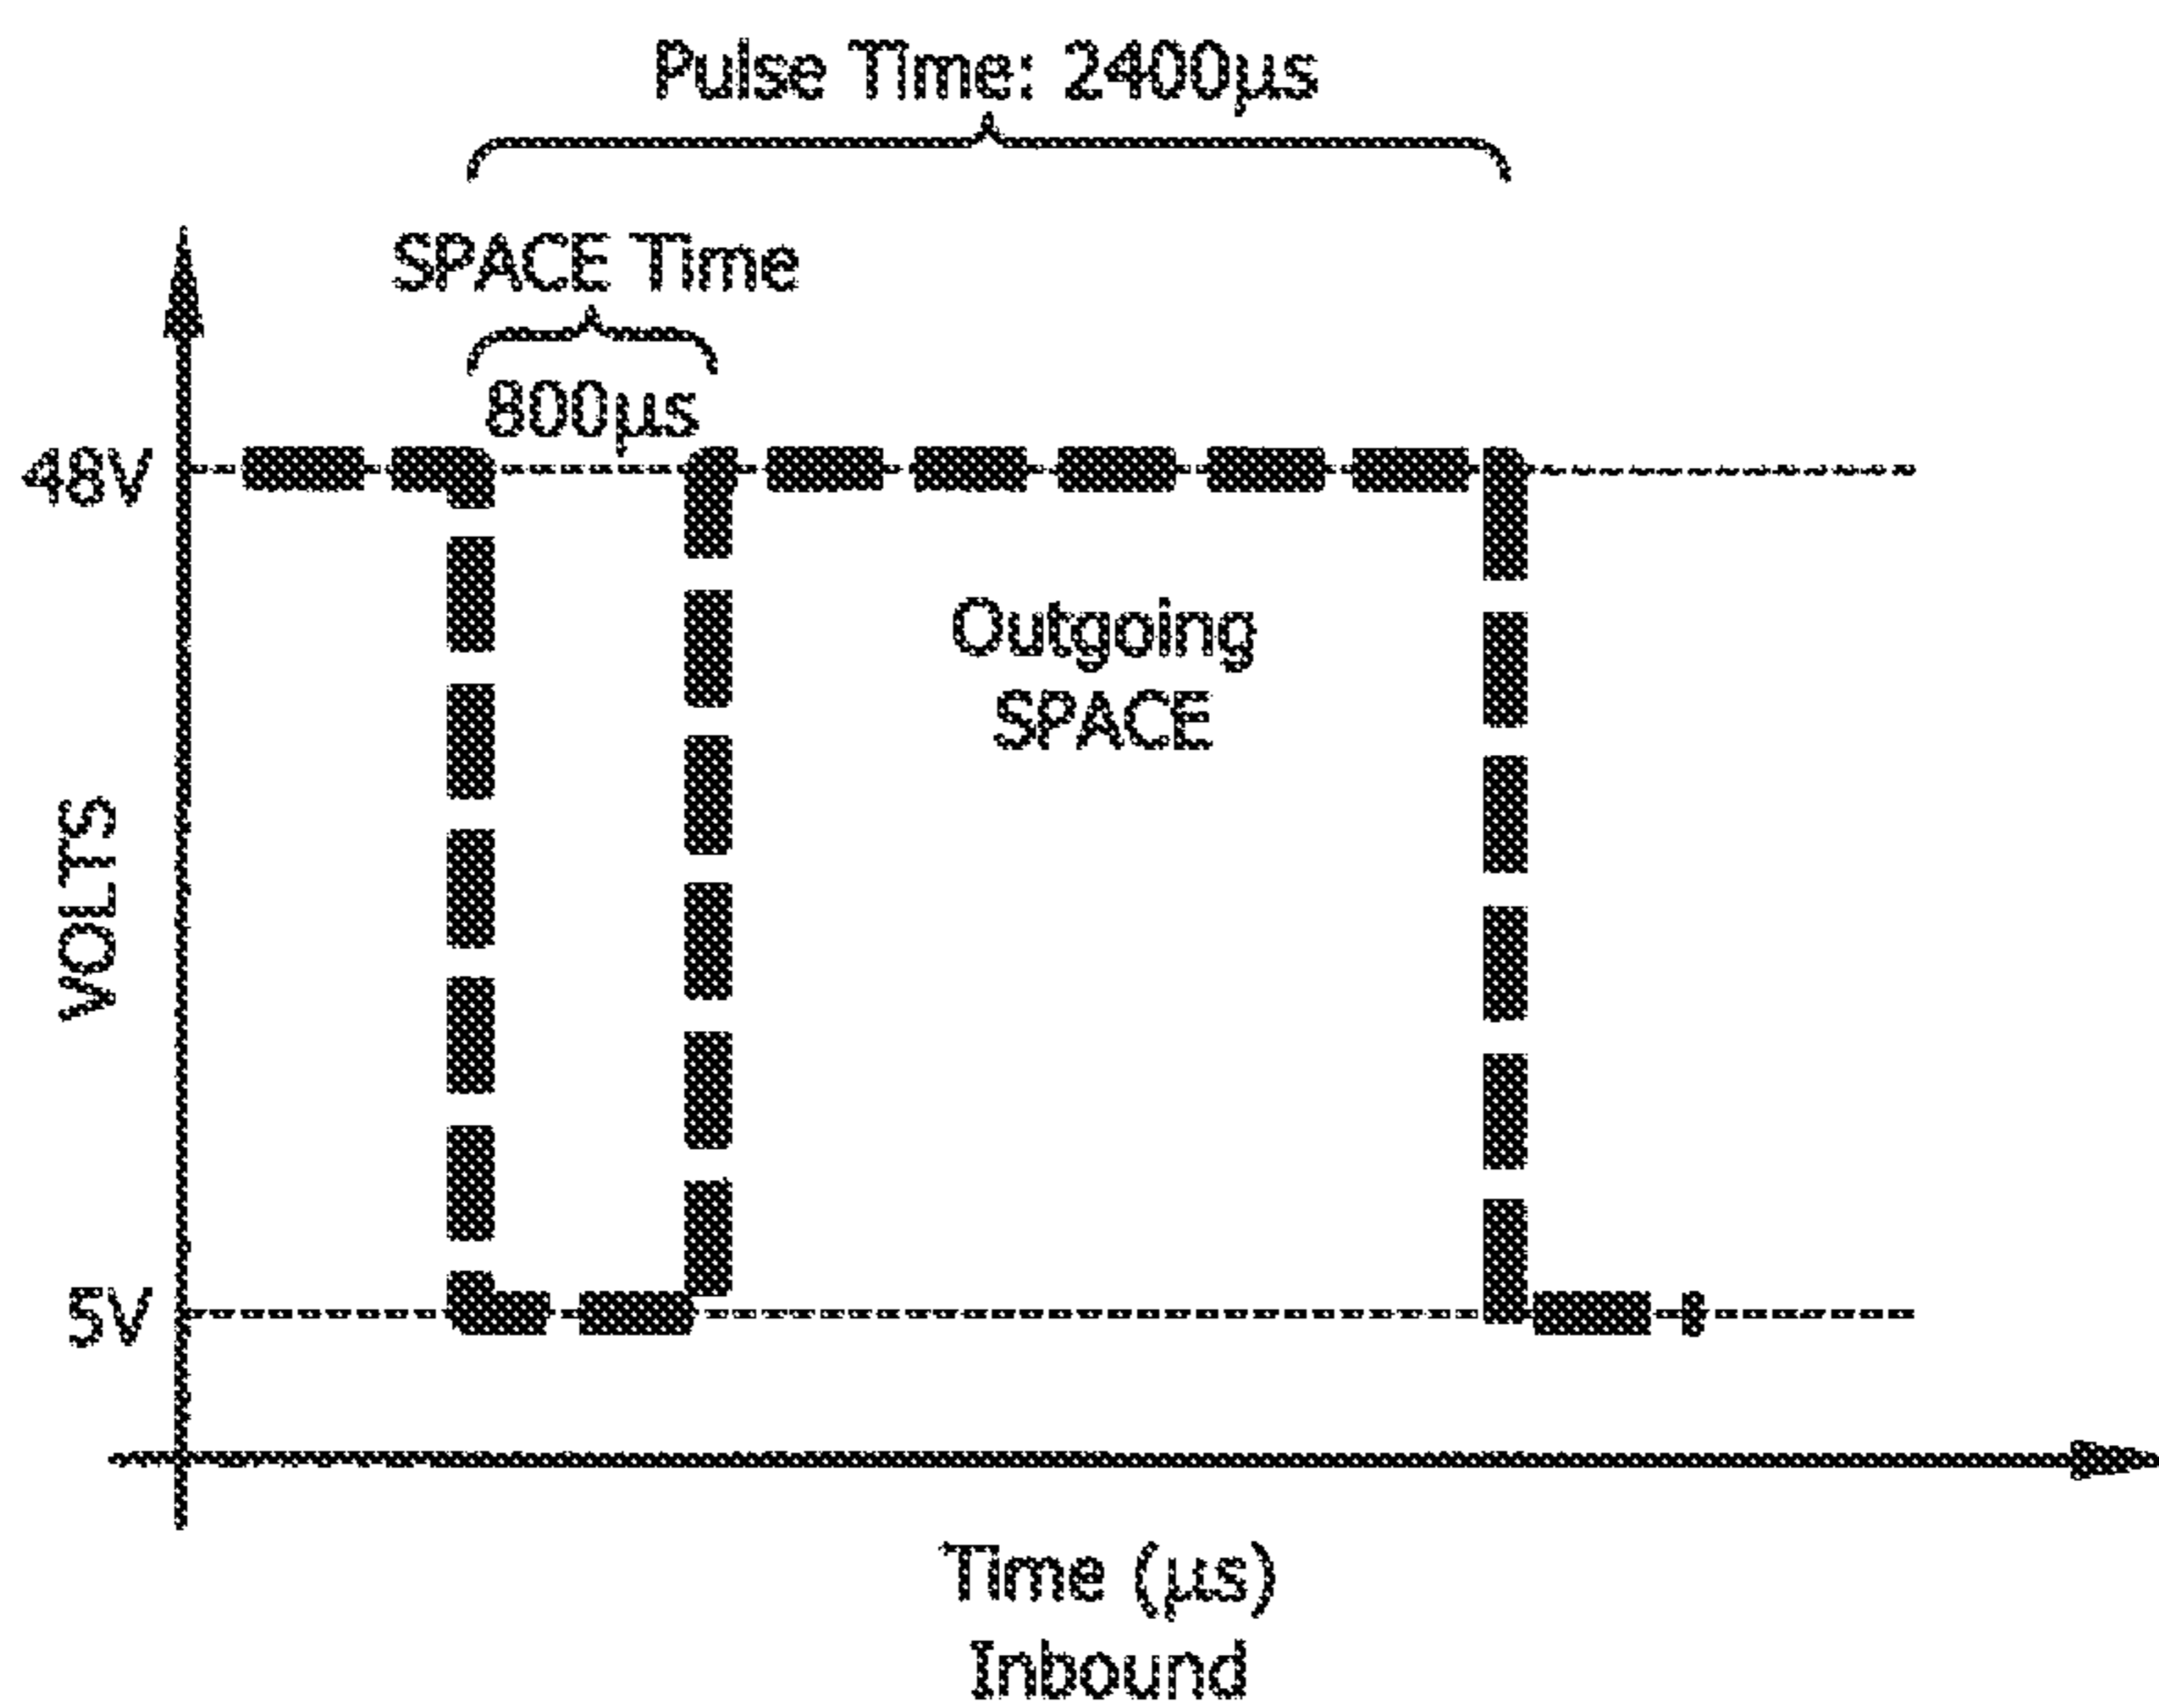 Pulse Time: 2400µs
SPACE Time
800µs
48V
Outgoing
SPACE
VOLTS
5V
Time (µs)
Inbound